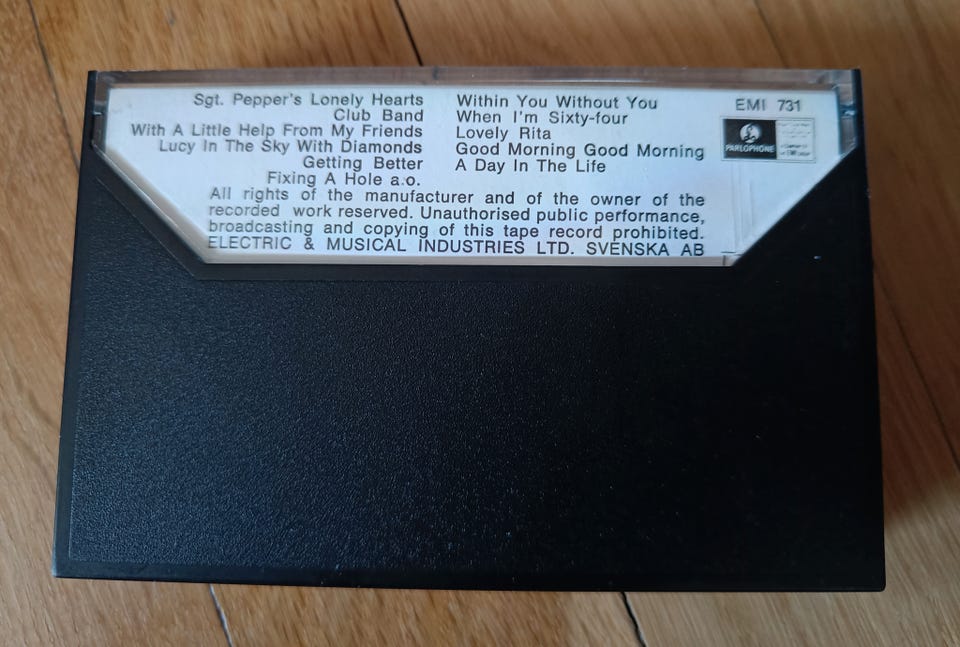 Sgt. Pepper's Lonely Hearts
Club Band
With A Little Help From My Friends
Lucy In The Sky With Diamonds
Getting Better
Fixing A Hole a.o.
Within You Without You
When I'm Sixty-four
Lovely Rita
Good Morning Good Morning
A Day In The Life
EMI 731
PARLOPHONE
All rights of the manufacturer and of the owner of the
recorded work reserved. Unauthorised public performance,
broadcasting and copying of this tape record prohibited.
ELECTRIC & MUSICAL INDUSTRIES LTD. SVENSKA AB